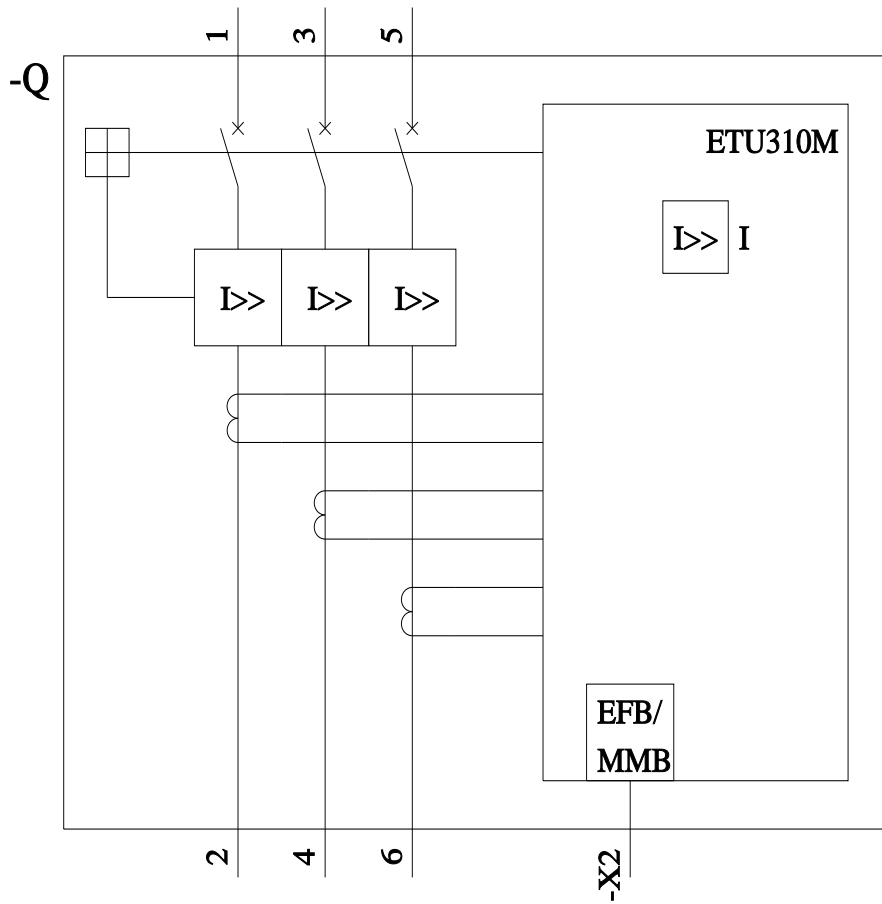 1 3 5
-Q
ETU310M
I>> I
I>> I>> I>>
EFB/
MMB
2 4 6 -X2